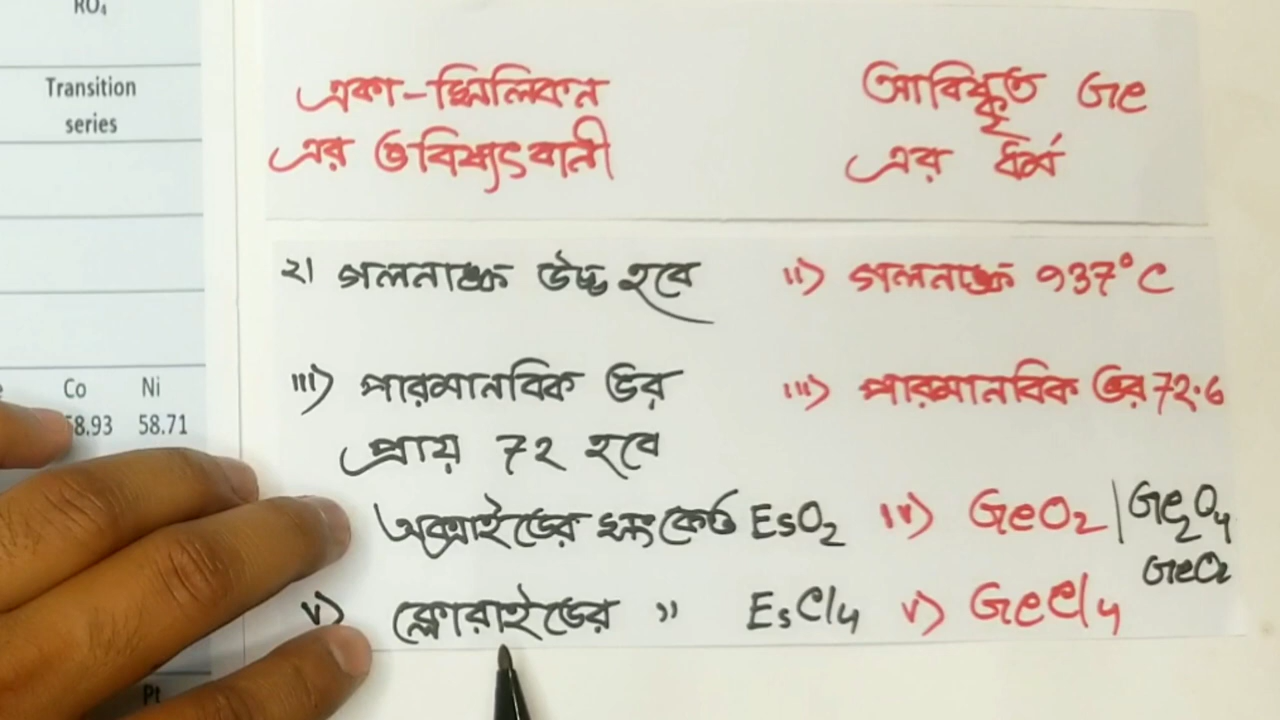 RO₄
Transition
series
Co Ni
58.93 58.71
Pt
একা-সিলিকন
এর ভবিষ্যৎবানী
আবিষ্কৃত Ge
এর ধর্ম
২। গলনাঙ্ক উচ্চ হবে
ii) গলনাঙ্ক ৭37°C
iii) পারমানবিক ভর
প্রায় 72 হবে
iii) পারমানবিক ভর 72.6
অক্সাইডের সংকেত EsO₂
iv) GeO₂ | Ge₂O₄
GeO₂
v) ক্লোরাইডের " EsCl₄
v) GeCl₄